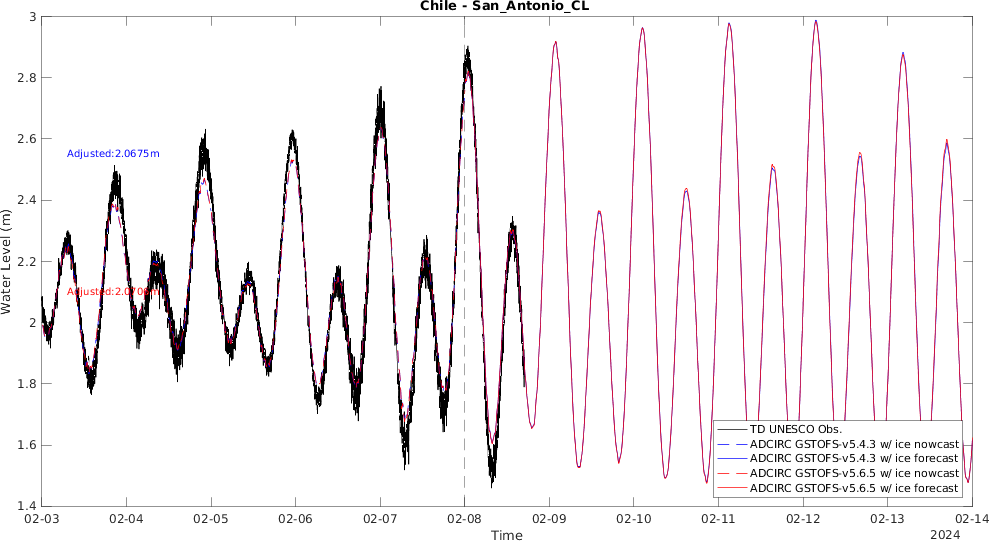 Chile - San_Antonio_CL
Water Level (m)
3
2.8
2.6
2.4
2.2
2
1.8
1.6
1.4
Adjusted:2.0675m
TD UNESCO Obs.
ADCIRC GSTOFS-v5.4.3 w/ ice nowcast
ADCIRC GSTOFS-v5.4.3 w/ ice forecast
ADCIRC GSTOFS-v5.6.5 w/ ice nowcast
ADCIRC GSTOFS-v5.6.5 w/ ice forecast
02-03 02-04 02-05 02-06 02-07 02-08 02-09 02-10 02-11 02-12 02-13 02-14
Time
2024